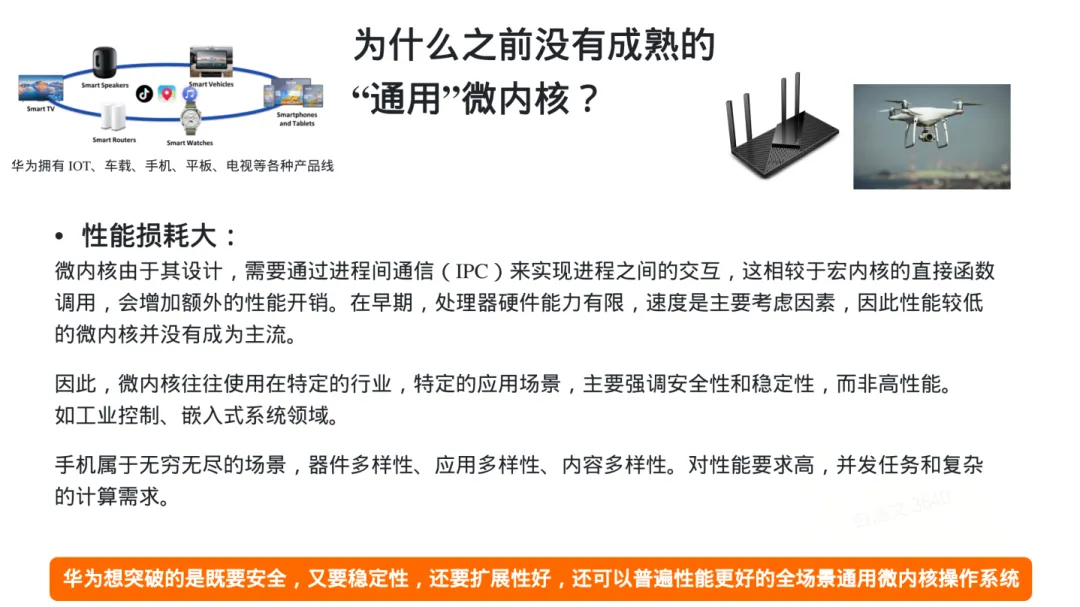 为什么之前没有成熟的
“通用”微内核？
Smart Speakers
Smart Vehicles
Smart TV
Smartphones
and Tablets
Smart Routers
Smart Watches
华为拥有 IOT、车载、手机、平板、电视等各种产品线
• 性能损耗大：
微内核由于其设计，需要通过进程间通信（IPC）来实现进程之间的交互，这相较于宏内核的直接函数
调用，会增加额外的性能开销。在早期，处理器硬件能力有限，速度是主要考虑因素，因此性能较低
的微内核并没有成为主流。
因此，微内核往往使用在特定的行业，特定的应用场景，主要强调安全性和稳定性，而非高性能。
如工业控制、嵌入式系统领域。
手机属于无穷无尽的场景，器件多样性、应用多样性、内容多样性。对性能要求高，并发任务和复杂
的计算需求。
华为想突破的是既要安全，又要稳定性，还要扩展性好，还可以普遍性能更好的全场景通用微内核操作系统